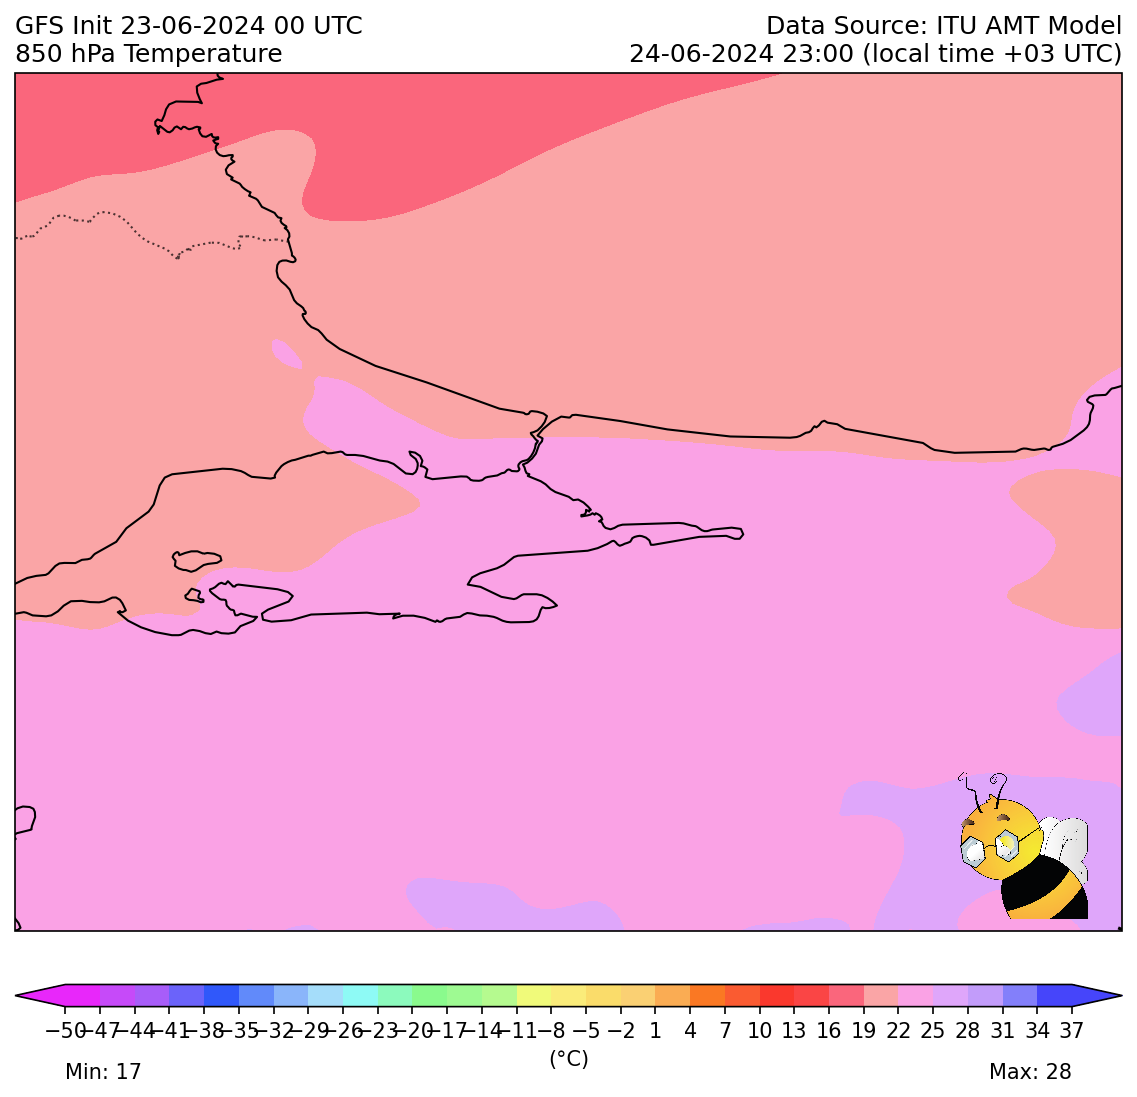 GFS Init 23-06-2024 00 UTC
Data Source: ITU AMT Model
850 hPa Temperature
24-06-2024 23:00 (local time +03 UTC)
−50 −47 −44 −41 −38 −35 −32 −29 −26 −23 −20 −17 −14 −11 −8 −5 −2 1 4 7 10 13 16 19 22 25 28 31 34 37
(°C)
Min: 17
Max: 28